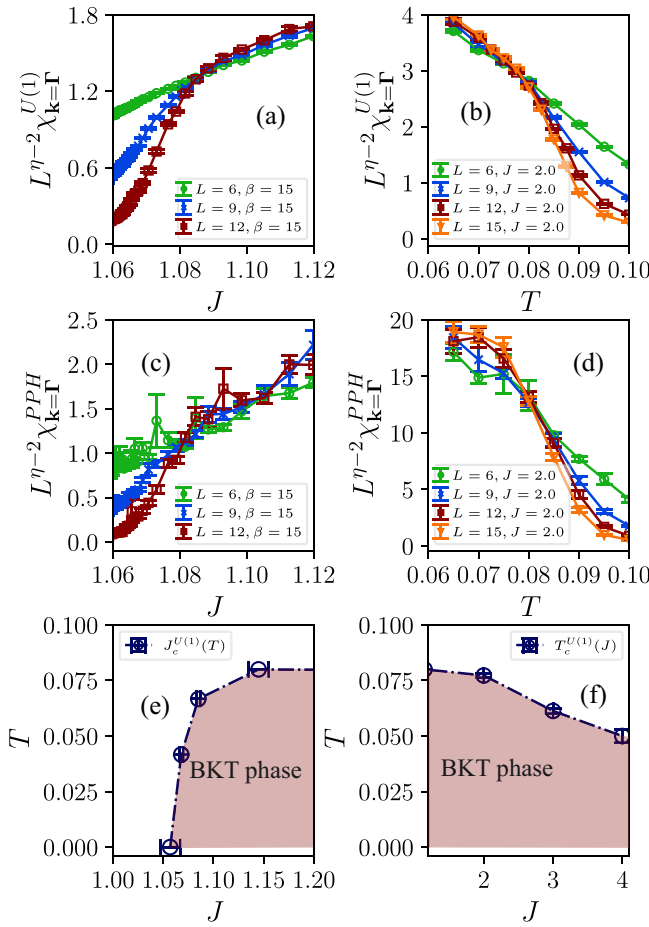 1.8
1.2
0.6
0.0
L^{η−2}χ^{U(1)}_{k=Γ}
(a)
L = 6, β = 15
L = 9, β = 15
L = 12, β = 15
1.06 1.08 1.10 1.12
J
4
3
2
1
0
L^{η−2}χ^{U(1)}_{k=Γ}
(b)
L = 6, J = 2.0
L = 9, J = 2.0
L = 12, J = 2.0
L = 15, J = 2.0
0.06 0.07 0.08 0.09 0.10
T
2.5
2.0
1.5
1.0
0.5
0.0
L^{η−2}χ^{PPH}_{k=Γ}
(c)
L = 6, β = 15
L = 9, β = 15
L = 12, β = 15
1.06 1.08 1.10 1.12
J
20
15
10
5
0
L^{η−2}χ^{PPH}_{k=Γ}
(d)
L = 6, J = 2.0
L = 9, J = 2.0
L = 12, J = 2.0
L = 15, J = 2.0
0.06 0.07 0.08 0.09 0.10
T
0.100
0.075
0.050
0.025
0.000
T
J_c^{U(1)}(T)
(e)
BKT phase
1.00 1.05 1.10 1.15 1.20
J
0.100
0.075
0.050
0.025
0.000
T
T_c^{U(1)}(J)
(f)
BKT phase
2 3 4
J